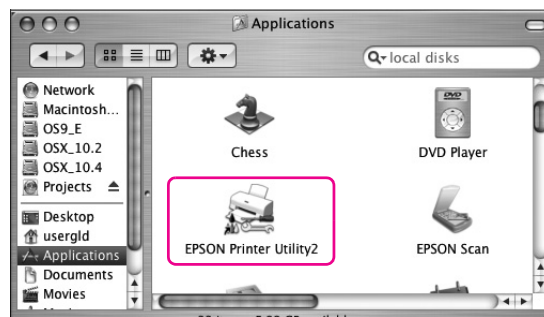 Applications
local disks
Network
Macintosh...
OS9_E
OSX_10.2
OSX_10.4
Projects
Desktop
usergld
Applications
Documents
Movies
Chess
DVD
DVD Player
EPSON Printer Utility2
EPSON Scan